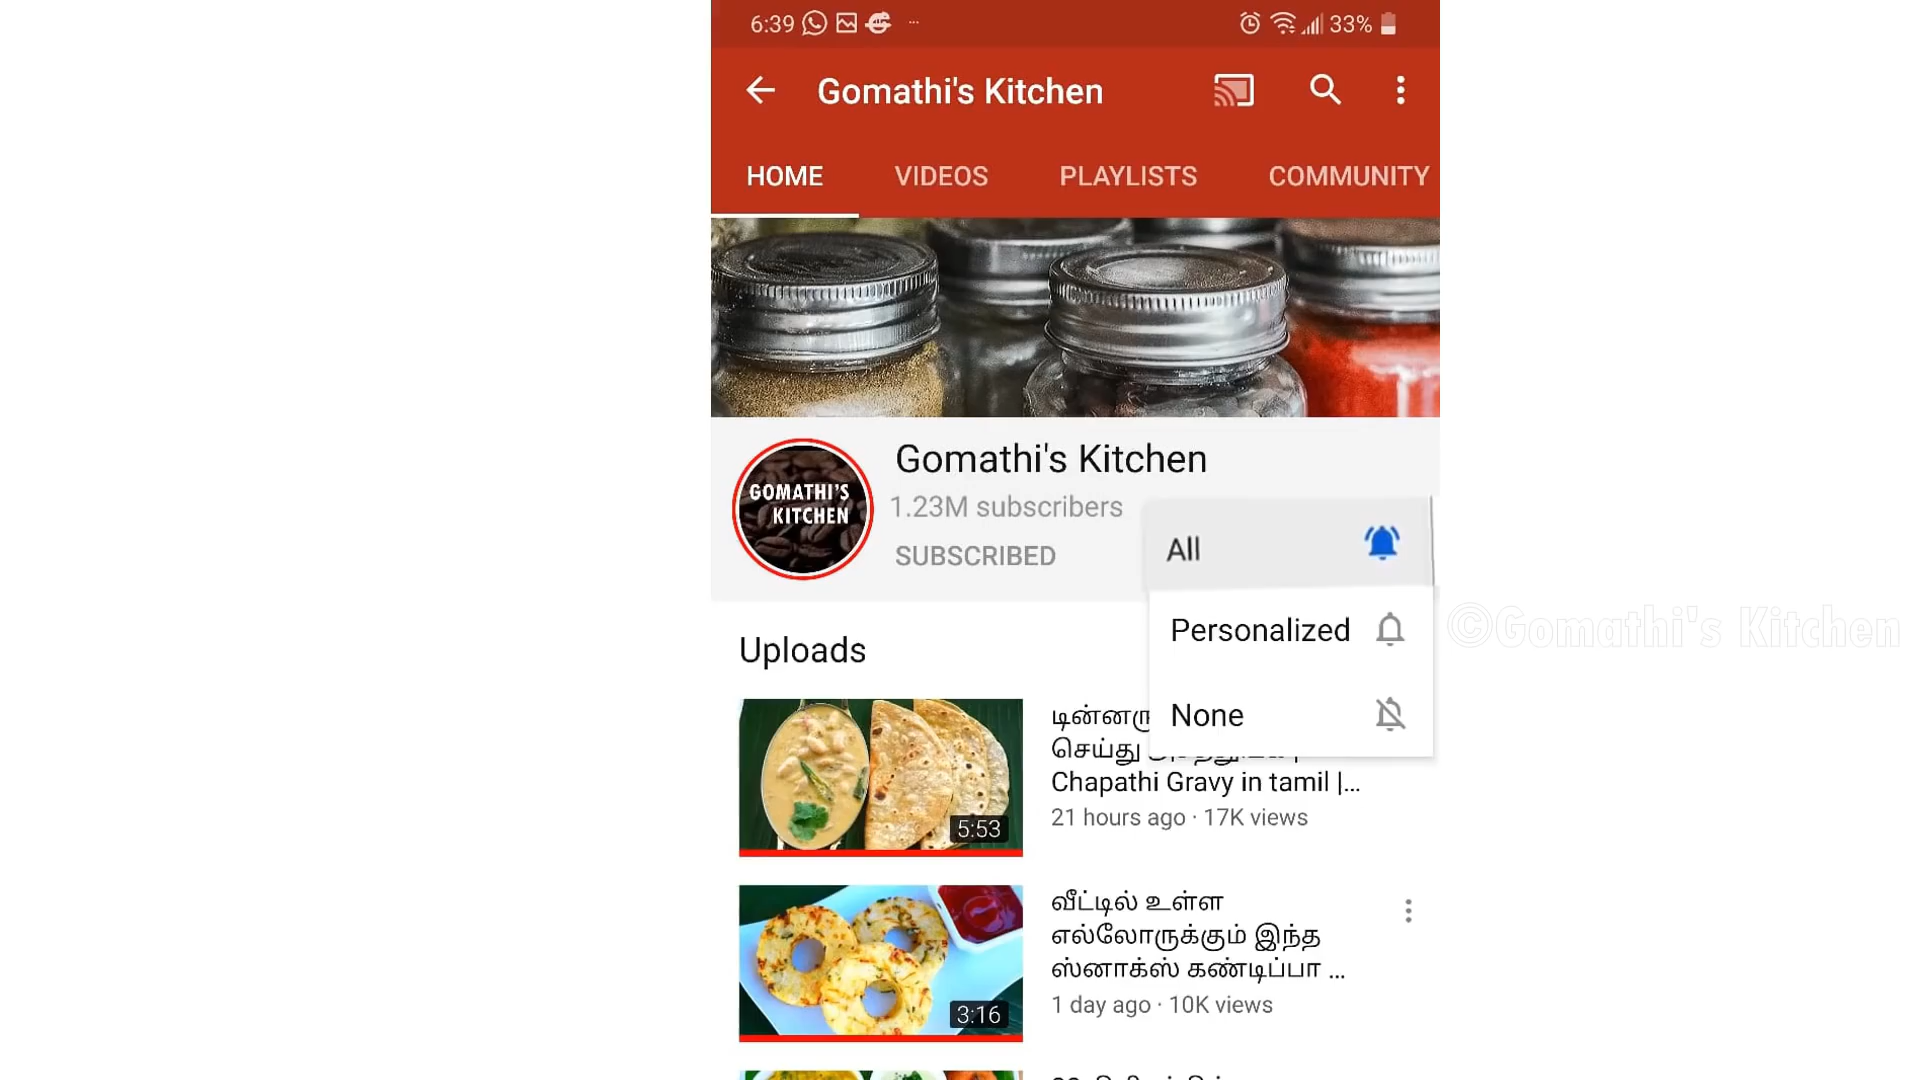 6:39
33%
Gomathi's Kitchen
HOME VIDEOS PLAYLISTS COMMUNITY
Gomathi's Kitchen
GOMATHI'S
KITCHEN
1.23M subscribers
SUBSCRIBED
All
Personalized
None
©Gomathi's Kitchen
Uploads
செய்து
Chapathi Gravy in tamil |...
21 hours ago · 17K views
5:53
வீட்டில் உள்ள
எல்லோருக்கும் இந்த
ஸ்னாக்ஸ் கண்டிப்பா ...
1 day ago · 10K views
3:16